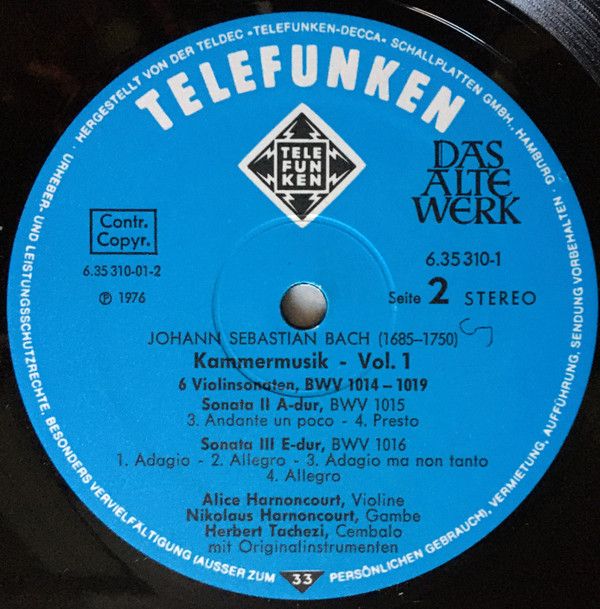 · HERGESTELLT VON DER TELDEC »TELEFUNKEN-DECCA« SCHALLPLATTEN GMBH., HAMBURG ·
TELEFUNKEN
TELE
FUN
KEN
DAS
ALTE
WERK
Contr.
Copyr.
6.35 310-01-2
℗ 1976
6.35 310-1
Seite 2 STEREO
JOHANN SEBASTIAN BACH (1685–1750)
Kammermusik - Vol. 1
6 Violinsonaten, BWV 1014 – 1019
Sonata II A-dur, BWV 1015
3. Andante un poco - 4. Presto
Sonata III E-dur, BWV 1016
1. Adagio - 2. Allegro - 3. Adagio ma non tanto
4. Allegro
Alice Harnoncourt, Violine
Nikolaus Harnoncourt, Gambe
Herbert Tachezi, Cembalo
mit Originalinstrumenten
33
URHEBER- UND LEISTUNGSSCHUTZRECHTE, BESONDERS VERVIELFÄLTIGUNG (AUSSER ZUM PERSÖNLICHEN GEBRAUCH), VERMIETUNG, AUFFÜHRUNG, SENDUNG VORBEHALTEN